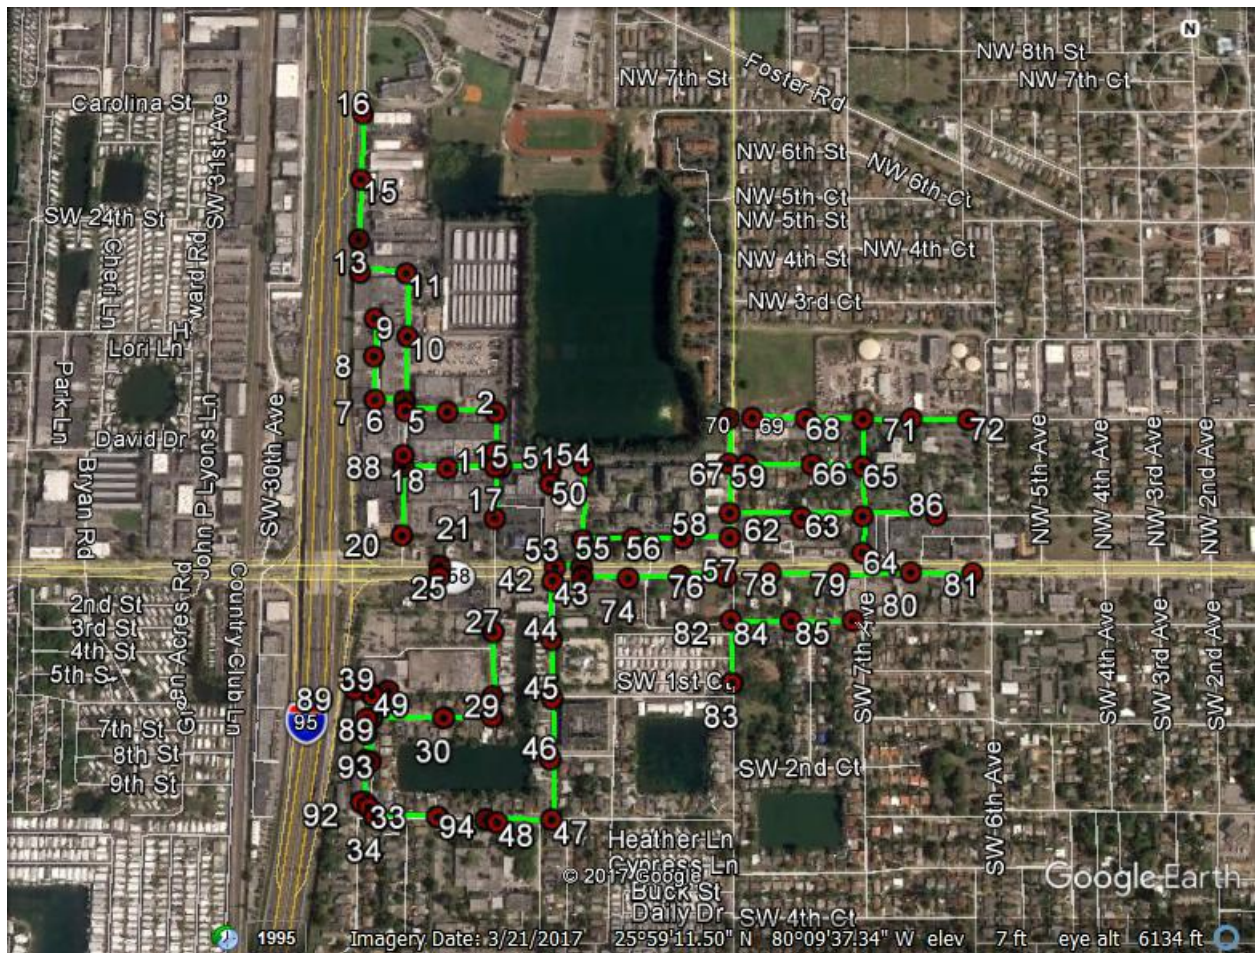 N
NW 8th St
NW 7th St
NW 7th Ct
Foster Rd
Carolina St
16
SW 31st Ave
NW 6th St
NW 6th Ct
15
NW 5th Ct
SW 24th St
NW 5th St
Cheri Ln
NW 4th Ct
NW 4th St
13
11
NW 3rd Ct
9
10
Lori Ln
8
Park Ln
7
6
5
2
David Dr
70
69
68
71
72
SW 30th Ave
John P Lyons Ln
Bryan Rd
88
18
11
15
51
54
67
59
66
65
NW 5th Ave
NW 4th Ave
NW 3rd Ave
NW 2nd Ave
50
17
86
20
21
62
63
58
55
56
53
64
25
58
42
43
57
76
78
79
80
81
74
2nd St
3rd St
4th St
5th S
Green Acres Rd
Country Club Ln
27
44
82
84
85
SW 7th Ave
SW 4th Ave
SW 3rd Ave
SW 2nd Ave
39
89
49
45
SW 1st Ct
83
95
29
30
89
7th St
8th St
9th St
93
46
SW 2nd Ct
SW 6th Ave
92
33
94
48
47
34
Heather Ln
Cypress Ln
© 2017 Google
Buck St
Daily Dr
SW 4th Ct
Google Earth
1995
Imagery Date: 3/21/2017 25°59'11.50" N 80°09'37.34" W elev 7 ft eye alt 6134 ft